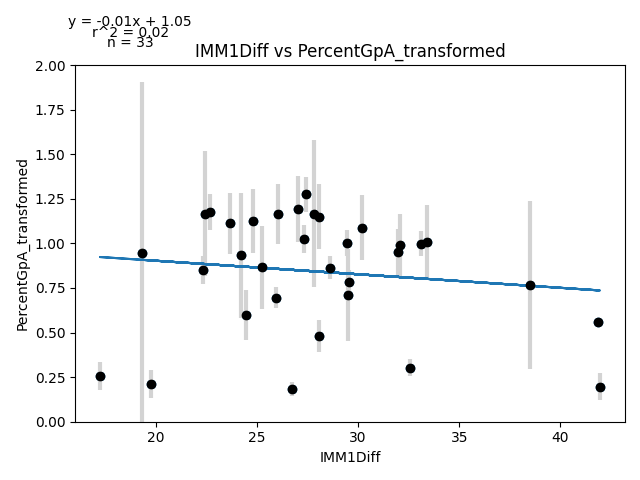 y = -0.01x + 1.05
r^2 = 0.02
n = 33
IMM1Diff vs PercentGpA_transformed
2.00
1.75
1.50
1.25
1.00
0.75
0.50
0.25
0.00
PercentGpA_transformed
20 25 30 35 40
IMM1Diff